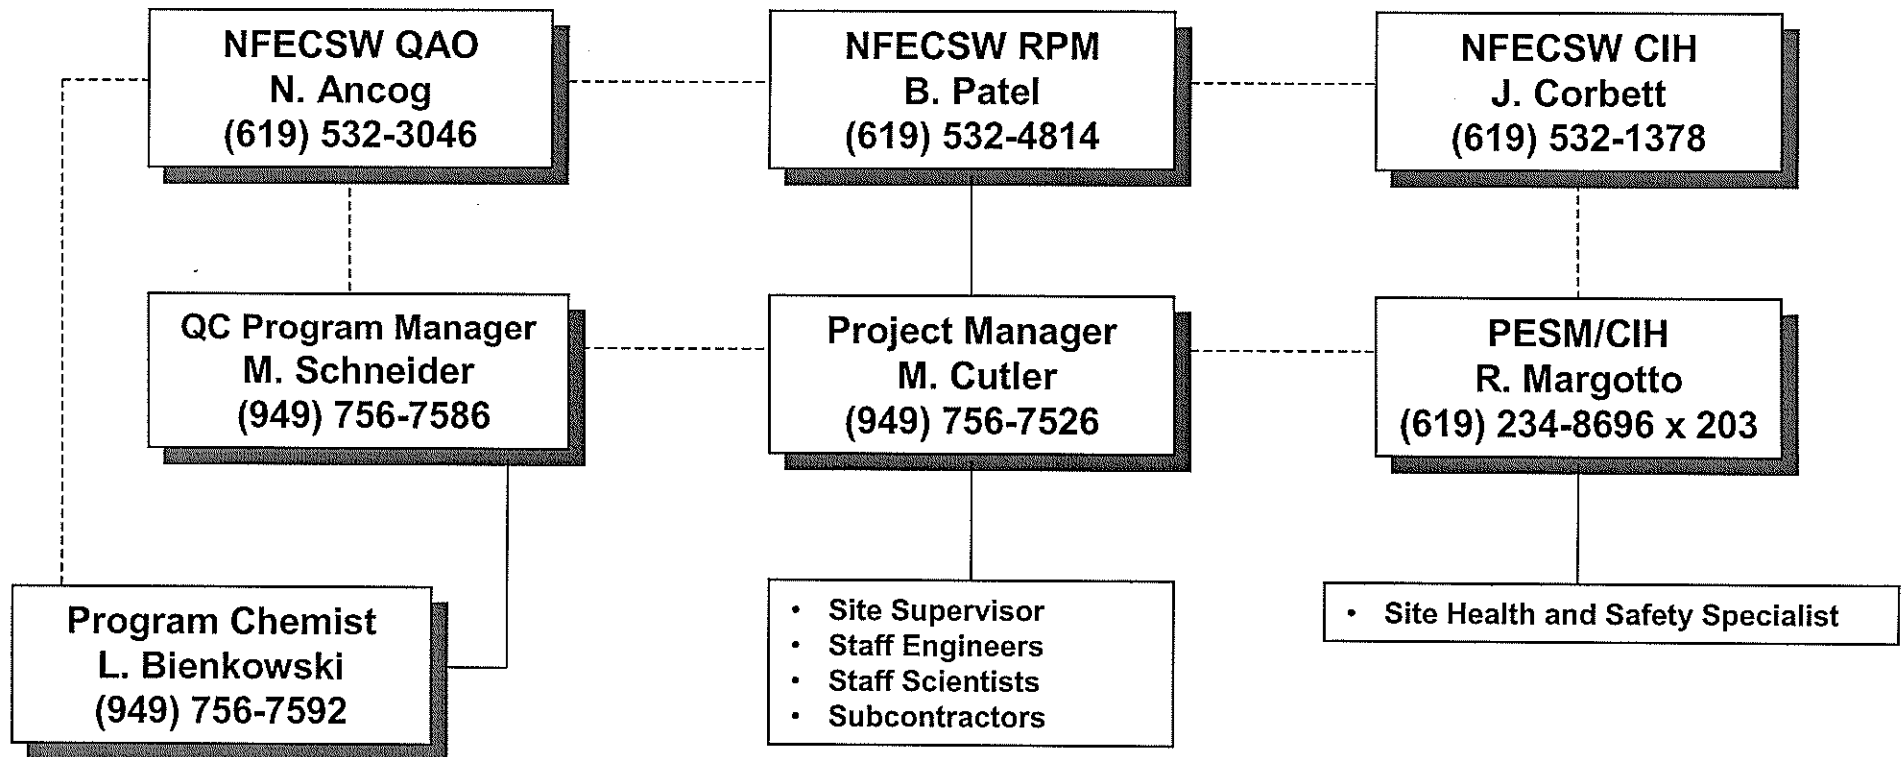 NFECSW QAO
N. Ancog
(619) 532-3046
NFECSW RPM
B. Patel
(619) 532-4814
NFECSW CIH
J. Corbett
(619) 532-1378
QC Program Manager
M. Schneider
(949) 756-7586
Project Manager
M. Cutler
(949) 756-7526
PESM/CIH
R. Margotto
(619) 234-8696 x 203
Program Chemist
L. Bienkowski
(949) 756-7592
• Site Supervisor
• Staff Engineers
• Staff Scientists
• Subcontractors
• Site Health and Safety Specialist